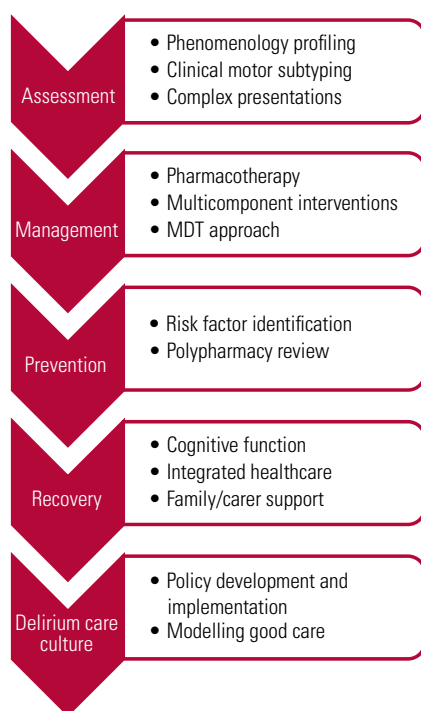 Assessment
• Phenomenology profiling
• Clinical motor subtyping
• Complex presentations
Management
• Pharmacotherapy
• Multicomponent interventions
• MDT approach
Prevention
• Risk factor identification
• Polypharmacy review
Recovery
• Cognitive function
• Integrated healthcare
• Family/carer support
Delirium care
culture
• Policy development and
implementation
• Modelling good care